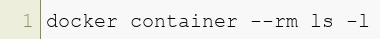 1 docker container --rm ls -l